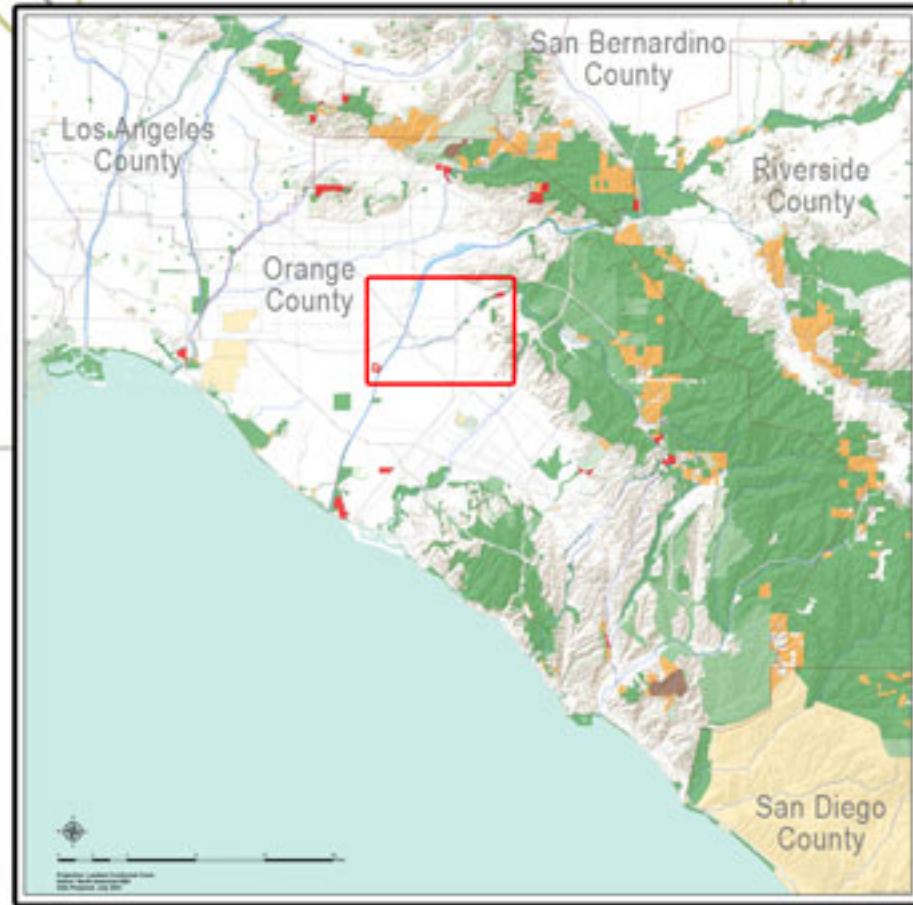 San Bernardino
County
Los Angeles
County
Riverside
County
Orange
County
San Diego
County